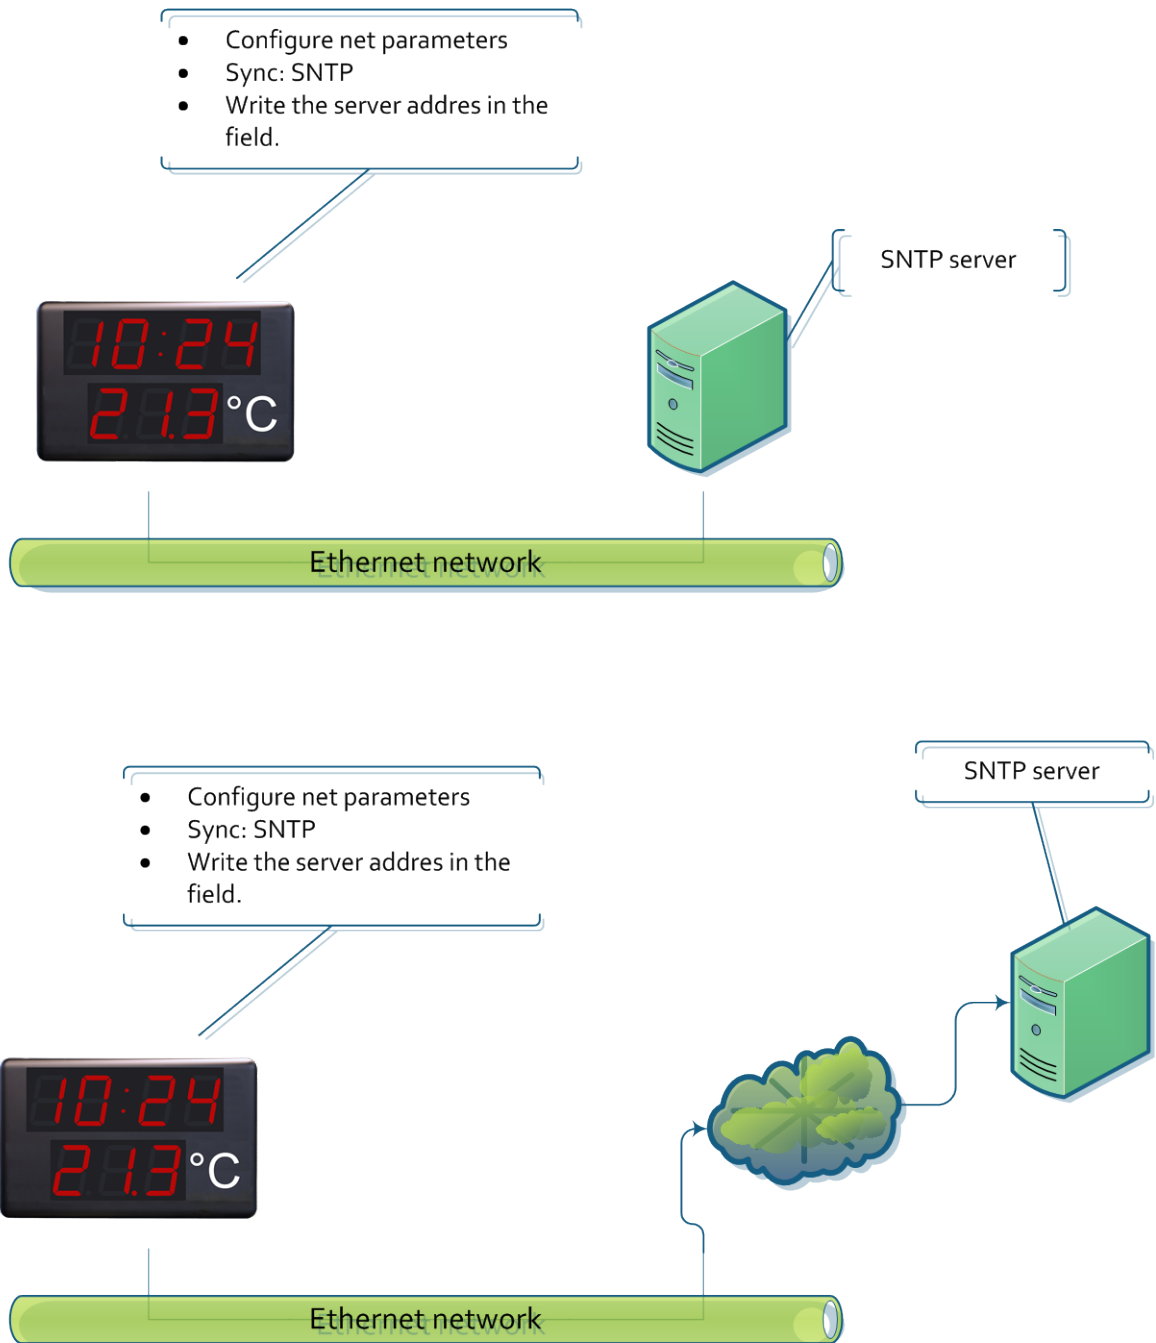 • Configure net parameters
• Sync: SNTP
• Write the server addres in the
field.
SNTP server
10:24
21.3°C
Ethernet network
SNTP server
• Configure net parameters
• Sync: SNTP
• Write the server addres in the
field.
10:24
21.3°C
Ethernet network